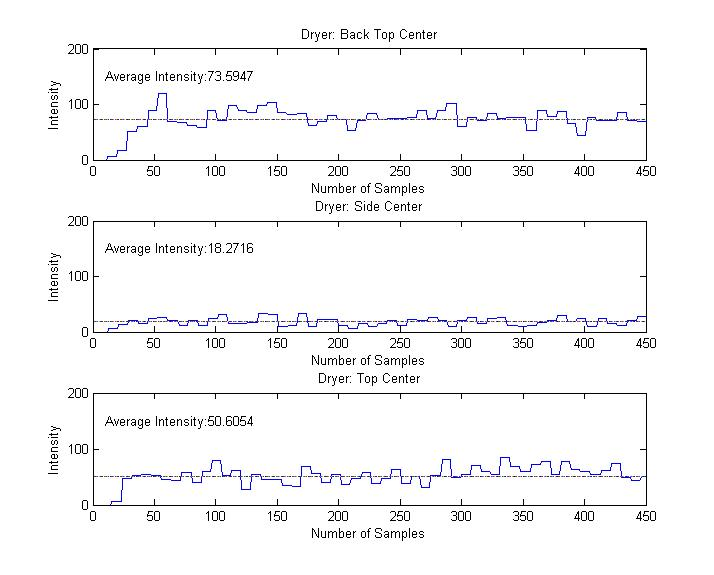 Dryer: Back Top Center
200
Average Intensity:73.5947
100
Intensity
0
0 50 100 150 200 250 300 350 400 450
Number of Samples
Dryer: Side Center
200
Average Intensity:18.2716
100
Intensity
0
0 50 100 150 200 250 300 350 400 450
Number of Samples
Dryer: Top Center
200
Average Intensity:50.6054
100
Intensity
0
0 50 100 150 200 250 300 350 400 450
Number of Samples